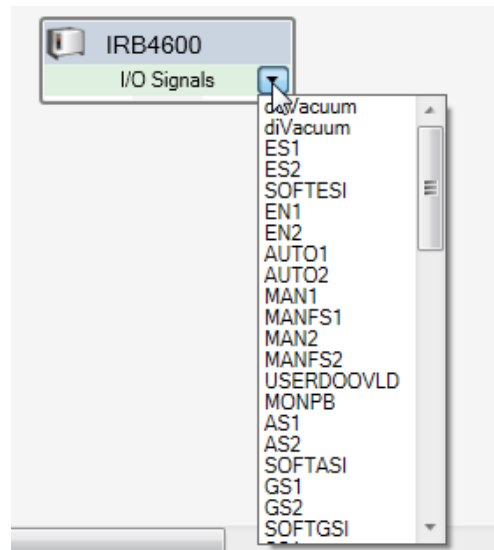 IRB4600
I/O Signals
diVacuum
ES1
ES2
SOFTESI
EN1
EN2
AUTO1
AUTO2
MAN1
MANFS1
MAN2
MANFS2
USERDOOVLD
MONPB
AS1
AS2
SOFTASI
GS1
GS2
SOFTGSI